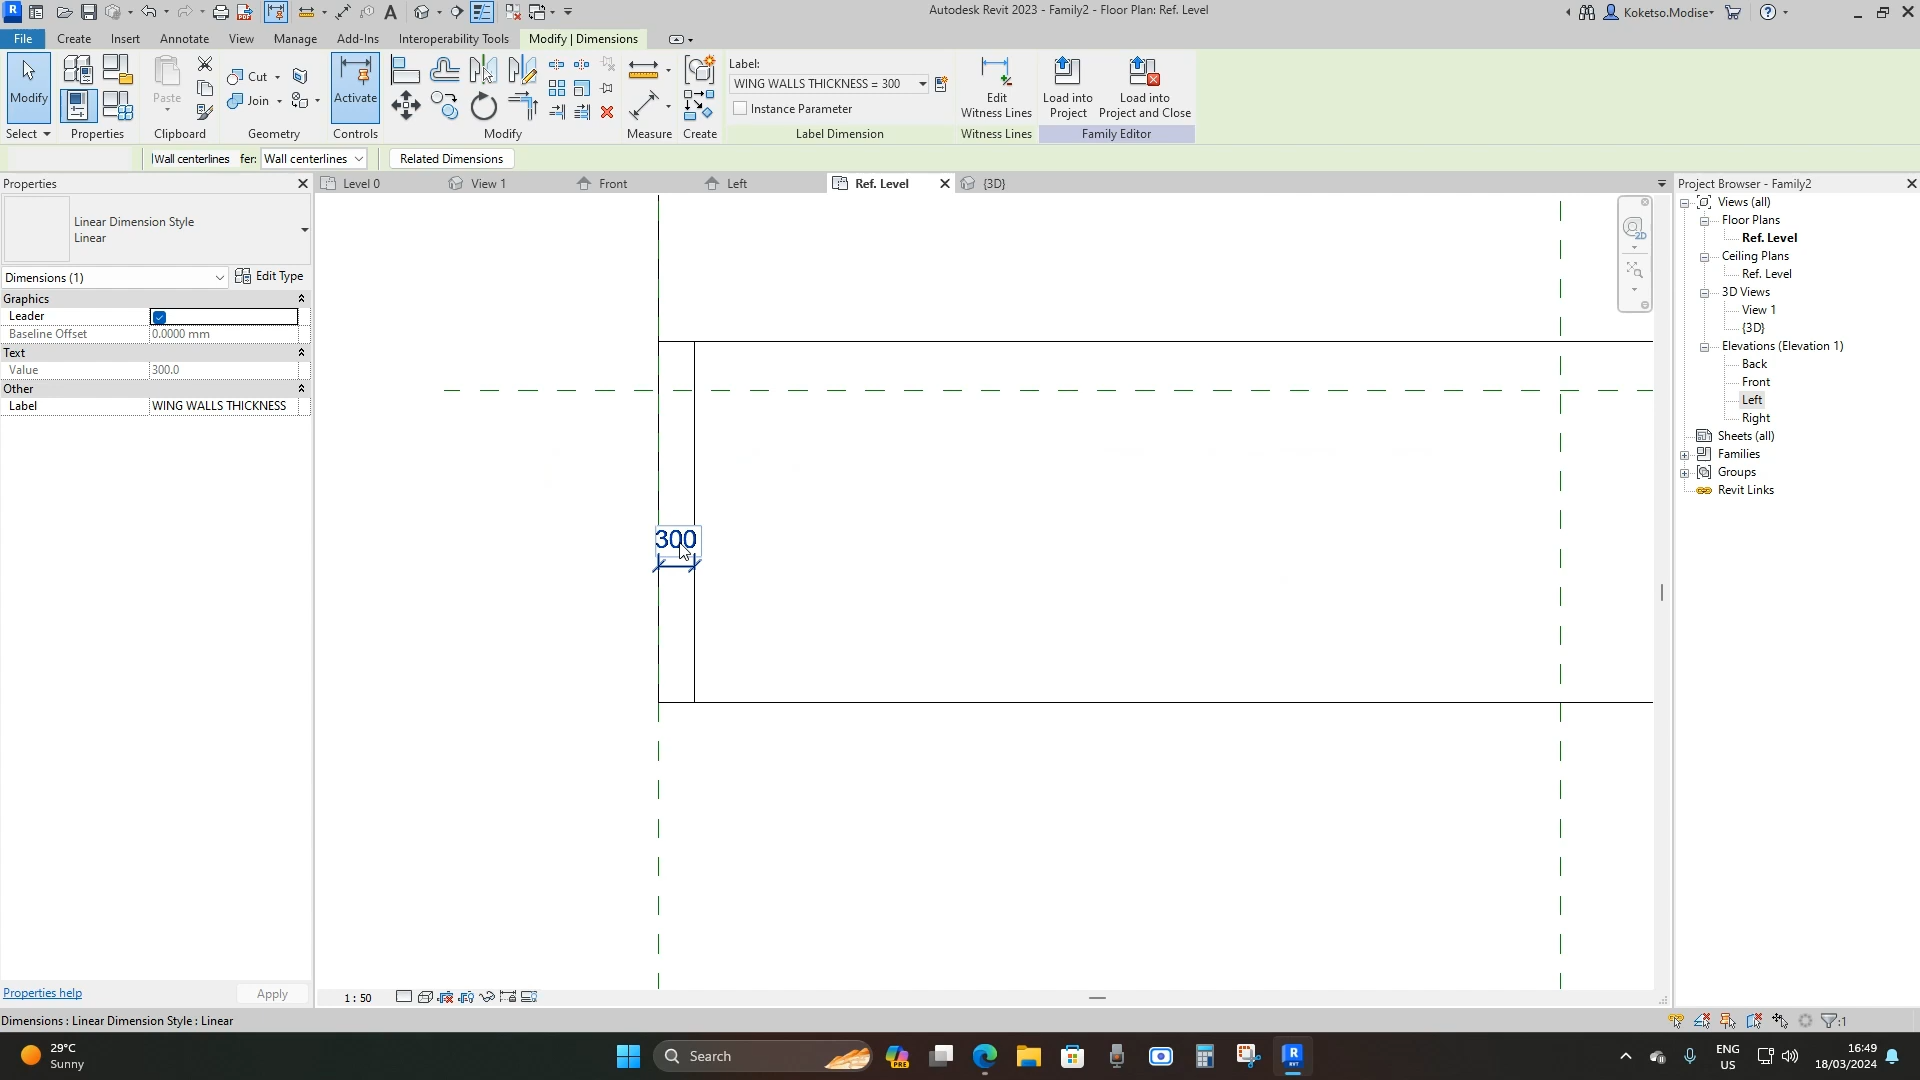 Autodesk Revit 2023 - Family2 - Floor Plan: Ref. Level
Koketso.Modise
File Create Insert Annotate View Manage Add-Ins Interoperability Tools Modify | Dimensions
Modify Paste Cut Join Activate
Label:
WING WALLS THICKNESS = 300
Instance Parameter
Edit Witness Lines
Load into Project
Load into Project and Close
Select Properties Clipboard Geometry Controls Modify Measure Create Label Dimension Witness Lines Family Editor
Wall centerlines fer: Wall centerlines Related Dimensions
Properties
Level 0 View 1 Front Left Ref. Level {3D}
Linear Dimension Style
Linear
Dimensions (1) Edit Type
Graphics
Leader
Baseline Offset 0.0000 mm
Text
Value 300.0
Other
Label WING WALLS THICKNESS
Properties help Apply
300
1 : 50
Project Browser - Family2
Views (all)
Floor Plans
Ref. Level
Ceiling Plans
Ref. Level
3D Views
View 1
{3D}
Elevations (Elevation 1)
Back
Front
Left
Right
Sheets (all)
Families
Groups
Revit Links
Dimensions : Linear Dimension Style : Linear
:1
29°C
Sunny
Search
ENG
US
16:49
18/03/2024